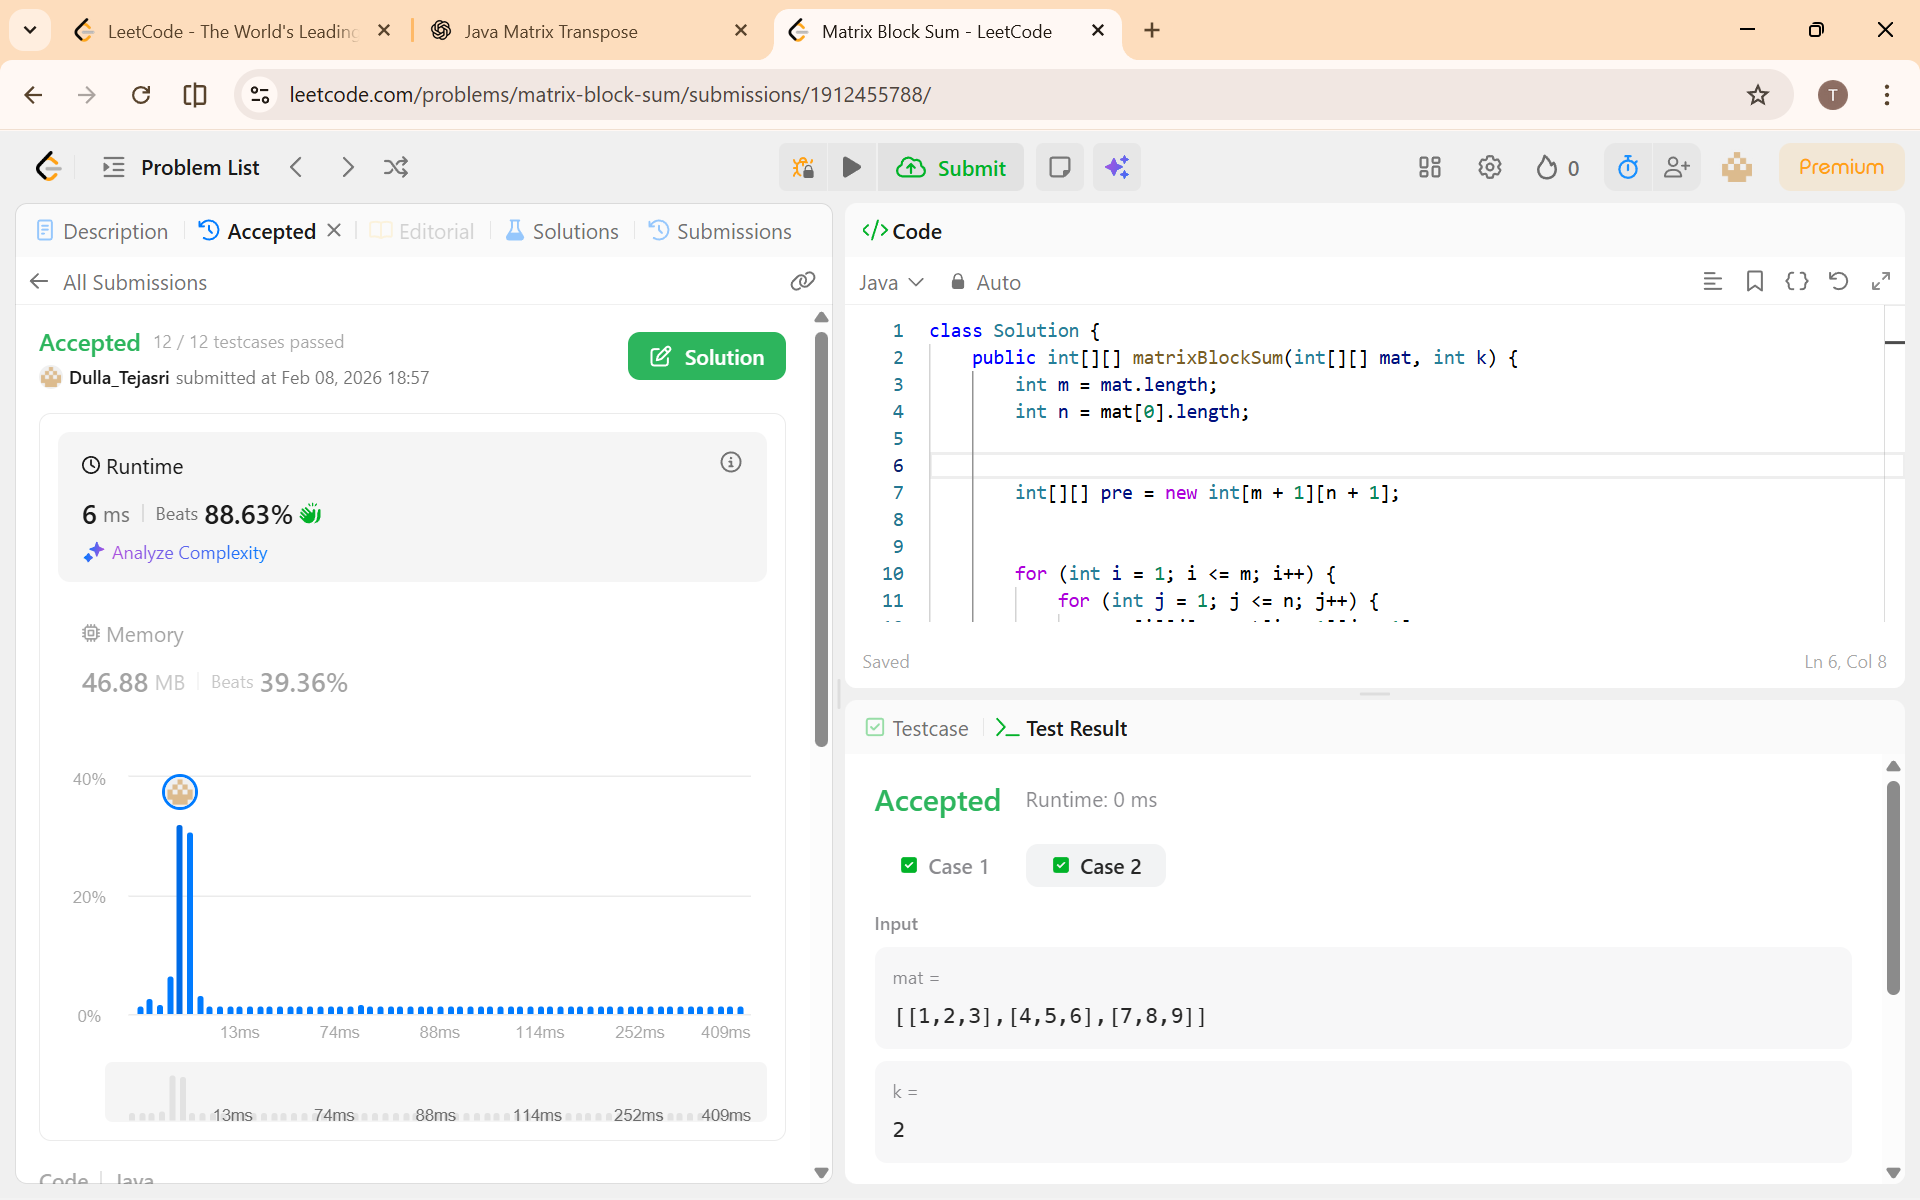 LeetCode - The World's Leading
Java Matrix Transpose
Matrix Block Sum - LeetCode
leetcode.com/problems/matrix-block-sum/submissions/1912455788/
T
Problem List
Submit
0
Premium
Description
Accepted
Editorial
Solutions
Submissions
All Submissions
Accepted 12 / 12 testcases passed
Dulla_Tejasri submitted at Feb 08, 2026 18:57
Solution
Runtime
6 ms Beats 88.63%
Analyze Complexity
Memory
46.88 MB Beats 39.36%
40%
20%
0%
13ms 74ms 88ms 114ms 252ms 409ms
13ms 74ms 88ms 114ms 252ms 409ms
Code Java
Code
Java Auto
1 class Solution {
2 public int[][] matrixBlockSum(int[][] mat, int k) {
3 int m = mat.length;
4 int n = mat[0].length;
5
6
7 int[][] pre = new int[m + 1][n + 1];
8
9
10 for (int i = 1; i <= m; i++) {
11 for (int j = 1; j <= n; j++) {
Saved
Ln 6, Col 8
Testcase
Test Result
Accepted Runtime: 0 ms
Case 1
Case 2
Input
mat =
[[1,2,3],[4,5,6],[7,8,9]]
k =
2